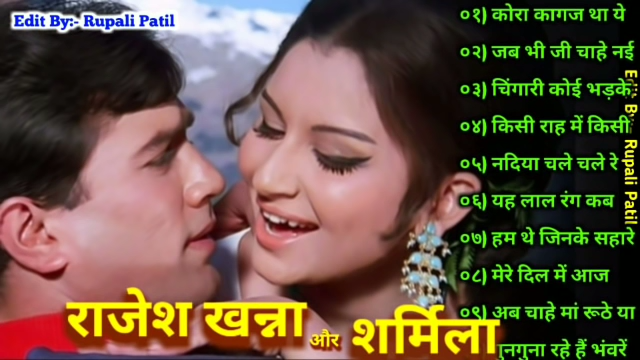 Edit By:- Rupali Patil
०१) कोरा कागज था ये
०२) जब भी जी चाहे नई
०३) चिंगारी कोई भड़के
०४) किसी राह में किसी
०५) नदिया चले चले रे
०६) यह लाल रंग कब
०७) हम थे जिनके सहारे
०८) मेरे दिल में आज
०९) अब चाहे मां रूठे या
गुनगुना रहे हैं भंवरें
राजेश खन्ना और शर्मिला
Edit By Rupali Patil